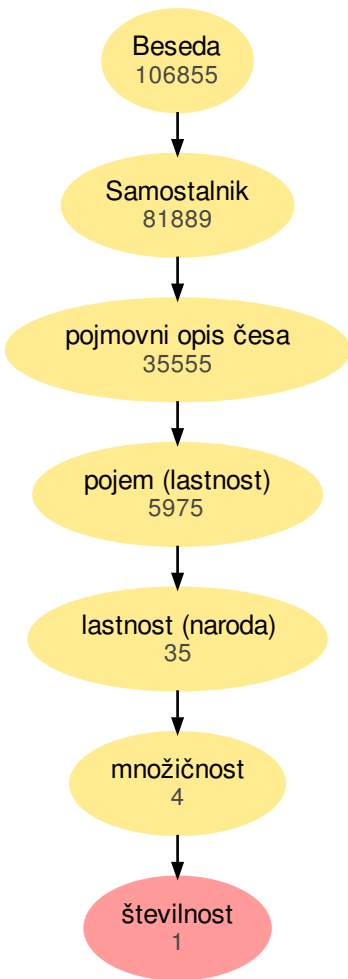 Beseda
106855
Samostalnik
81889
pojmovni opis česa
35555
pojem (lastnost)
5975
lastnost (naroda)
35
množičnost
4
številnost
1